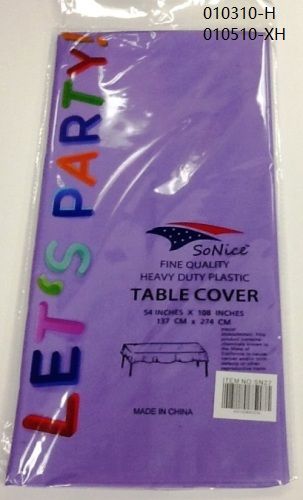 010310-H
010510-XH
LET'S PARTY!
SoNice
FINE QUALITY
HEAVY DUTY PLASTIC
TABLE COVER
54 INCHES X 108 INCHES
137 CM x 274 CM
MADE IN CHINA
ITEM NO. SN27